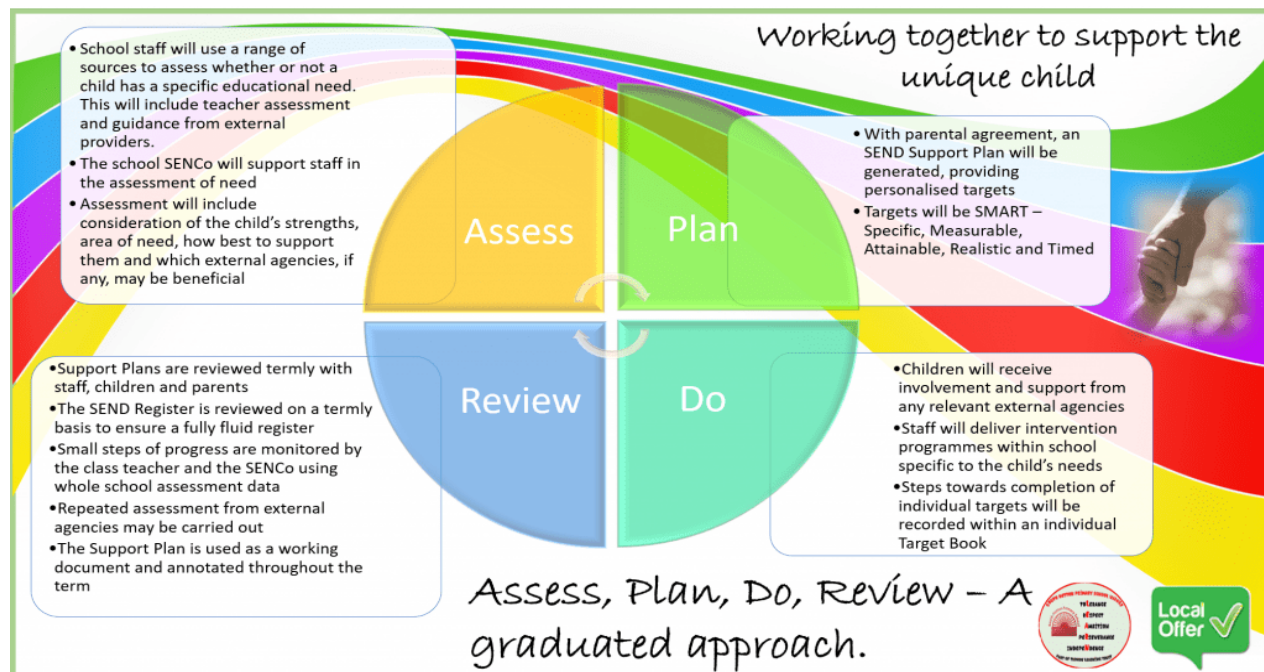 Working together to support the
unique child
• School staff will use a range of
sources to assess whether or not a
child has a specific educational need.
This will include teacher assessment
and guidance from external
providers.
• The school SENCo will support staff in
the assessment of need
• Assessment will include
consideration of the child's strengths,
area of need, how best to support
them and which external agencies, if
any, may be beneficial
Assess
Plan
• With parental agreement, an
SEND Support Plan will be
generated, providing
personalised targets
• Targets will be SMART –
Specific, Measurable,
Attainable, Realistic and Timed
•Support Plans are reviewed termly with
staff, children and parents
•The SEND Register is reviewed on a termly
basis to ensure a fully fluid register
•Small steps of progress are monitored by
the class teacher and the SENCo using
whole school assessment data
•Repeated assessment from external
agencies may be carried out
•The Support Plan is used as a working
document and annotated throughout the
term
Review
Do
•Children will receive
involvement and support from
any relevant external agencies
•Staff will deliver intervention
programmes within school
specific to the child's needs
•Steps towards completion of
individual targets will be
recorded within an individual
Target Book
Assess, Plan, Do, Review – A
graduated approach.
Tolerance
Respect
Ambition
Perseverance
Independence
Local
Offer